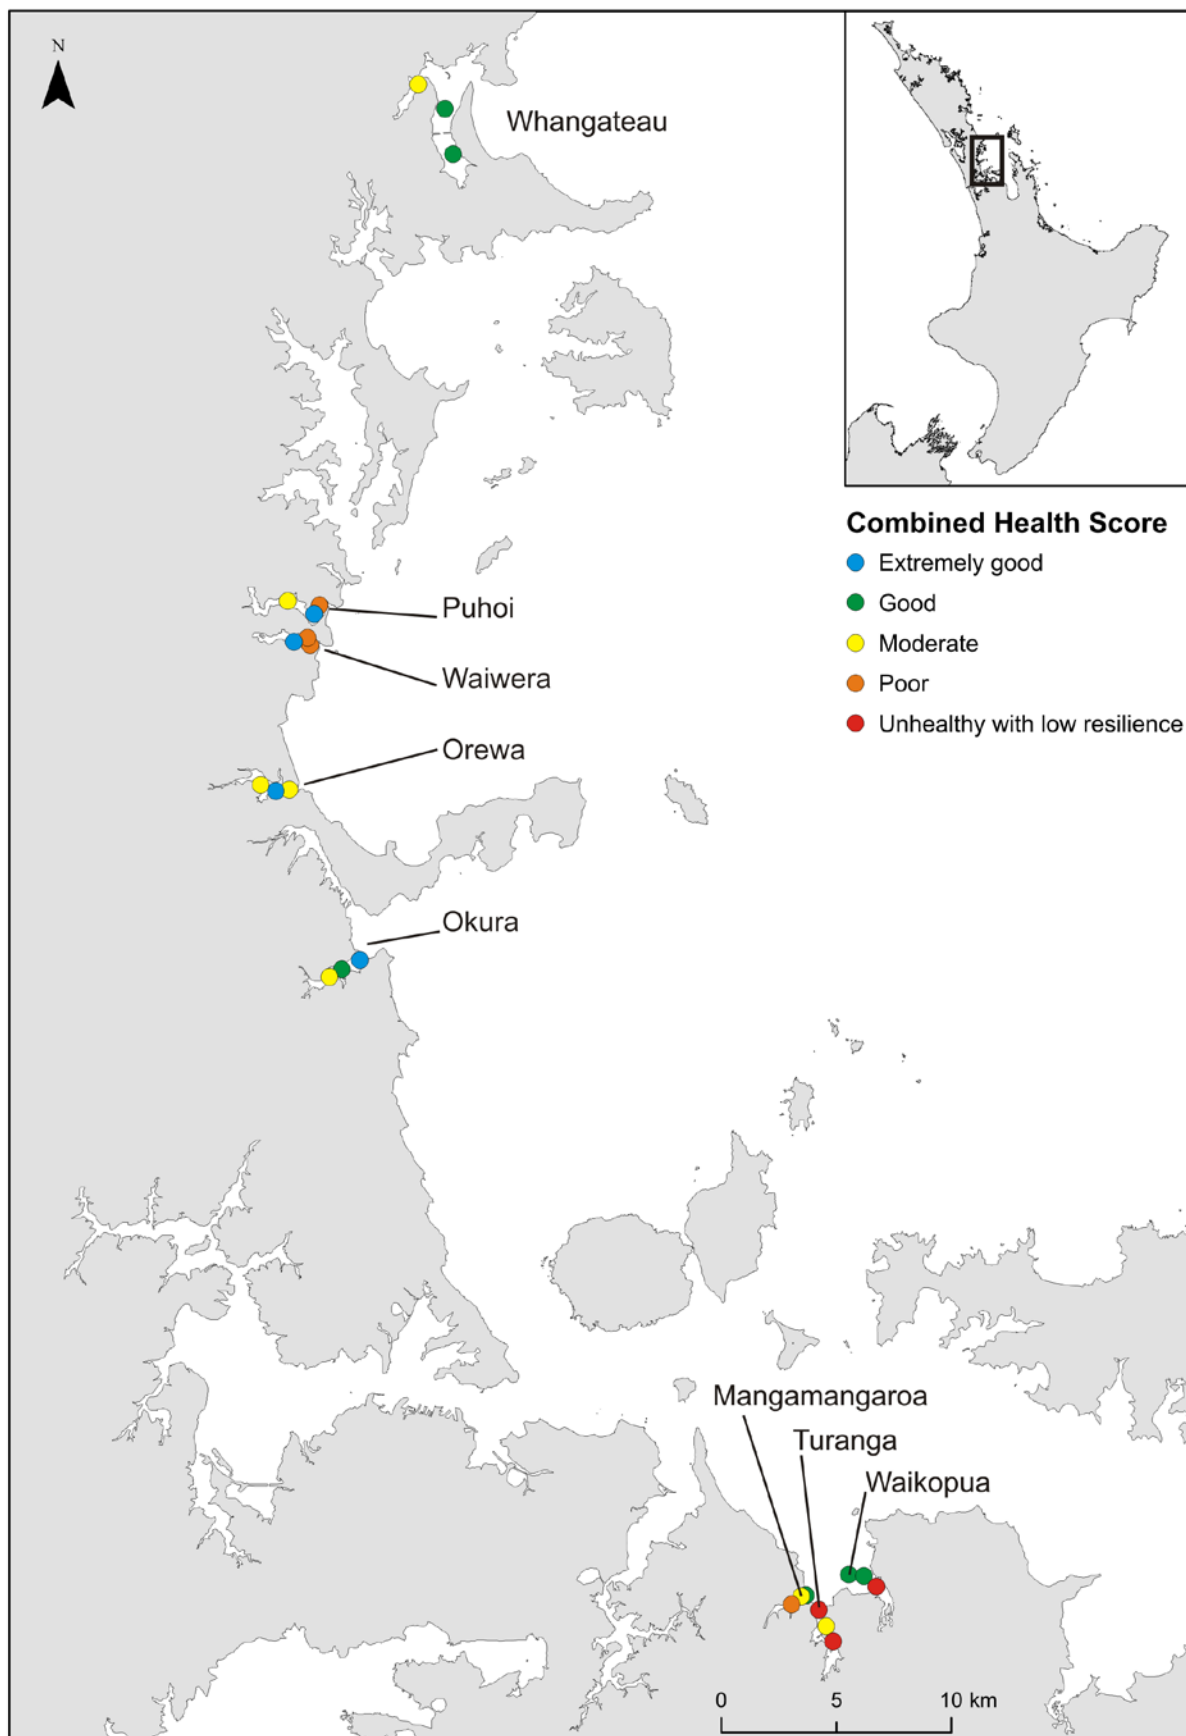 N
Whangateau
Combined Health Score
Extremely good
Good
Moderate
Poor
Unhealthy with low resilience
Puhoi
Waiwera
Orewa
Okura
Mangamangaroa
Turanga
Waikopua
0 5 10 km